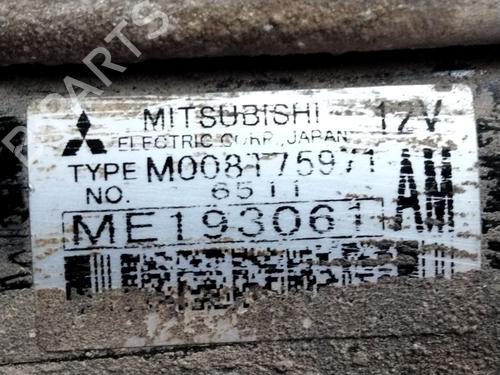 MITSUBISHI 12V
ELECTRIC CORP., JAPAN
TYPE M008T75971
NO. 6511
ME193061
AM